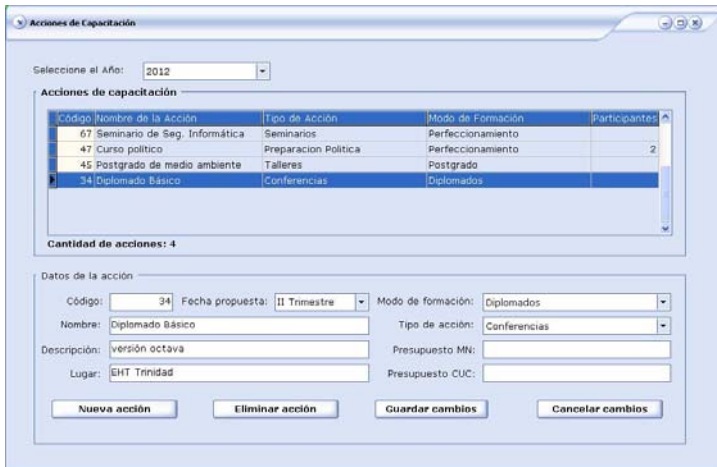 Acciones de Capacitación
Seleccione el Año: 2012
Acciones de capacitación
Código Nombre de la Acción Tipo de Acción Modo de Formación Participantes
67 Seminario de Seg. Informática Seminarios Perfeccionamiento
47 Curso político Preparacion Politica Perfeccionamiento 2
45 Postgrado de medio ambiente Talleres Postgrado
34 Diplomado Básico Conferencias Diplomados
Cantidad de acciones: 4
Datos de la acción
Código: 34 Fecha propuesta: II Trimestre Modo de formación: Diplomados
Nombre: Diplomado Básico Tipo de acción: Conferencias
Descripción: versión octava Presupuesto MN:
Lugar: EHT Trinidad Presupuesto CUC:
Nueva acción Eliminar acción Guardar cambios Cancelar cambios